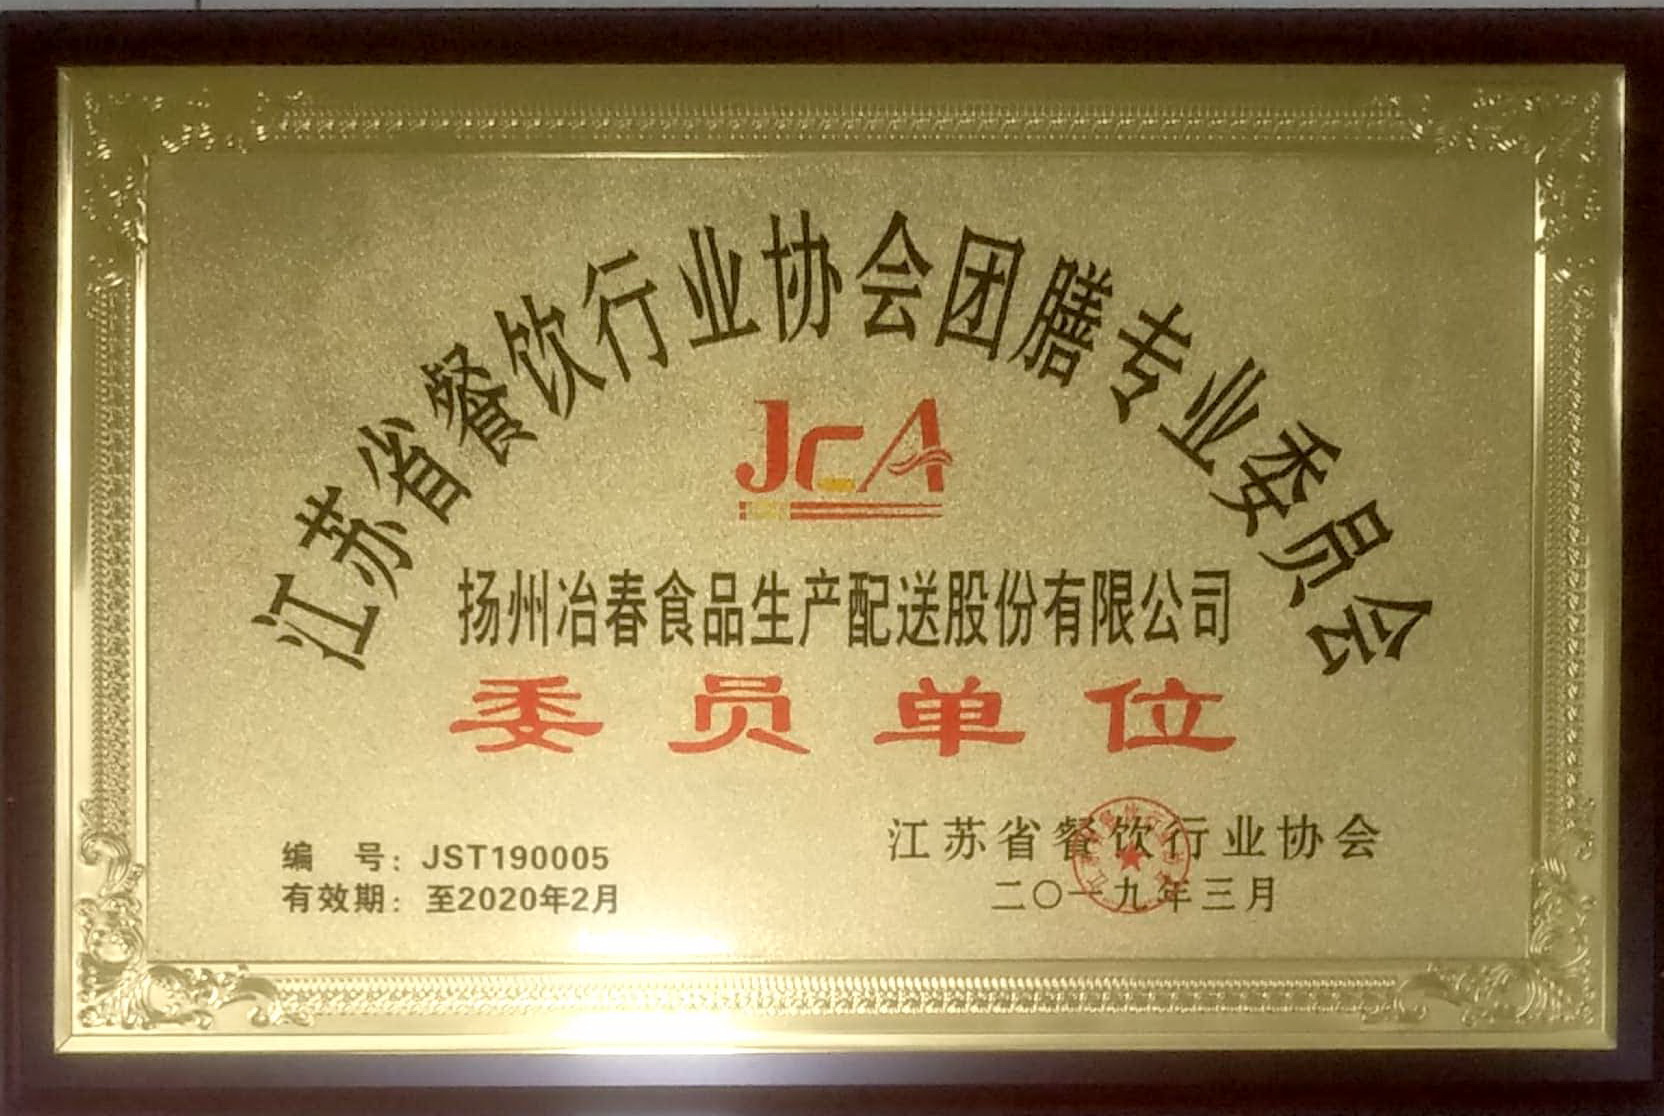 江苏省餐饮行业协会团膳专业委员会
JCA
扬州冶春食品生产配送股份有限公司
委员单位
编 号：JST190005
有效期：至2020年2月
江苏省餐饮行业协会
二〇一九年三月